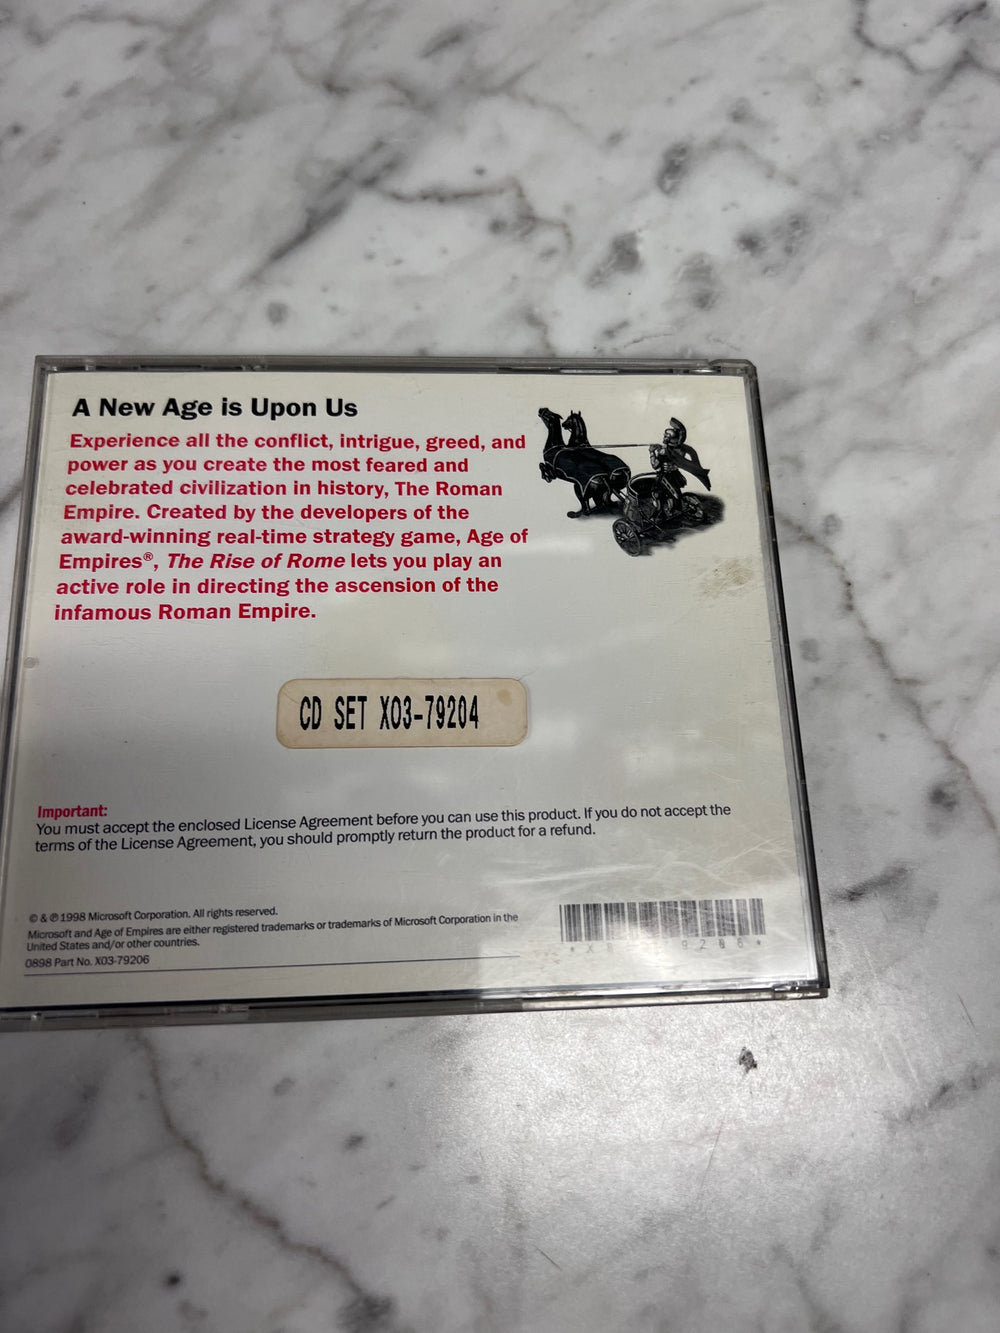 A New Age is Upon Us
Experience all the conflict, intrigue, greed, and
power as you create the most feared and
celebrated civilization in history, The Roman
Empire. Created by the developers of the
award-winning real-time strategy game, Age of
Empires®, The Rise of Rome lets you play an
active role in directing the ascension of the
infamous Roman Empire.
CD SET X03-79204
Important:
You must accept the enclosed License Agreement before you can use this product. If you do not accept the
terms of the License Agreement, you should promptly return the product for a refund.
© & ℗ 1998 Microsoft Corporation. All rights reserved.
Microsoft and Age of Empires are either registered trademarks or trademarks of Microsoft Corporation in the
United States and/or other countries.
0898 Part No. X03-79206